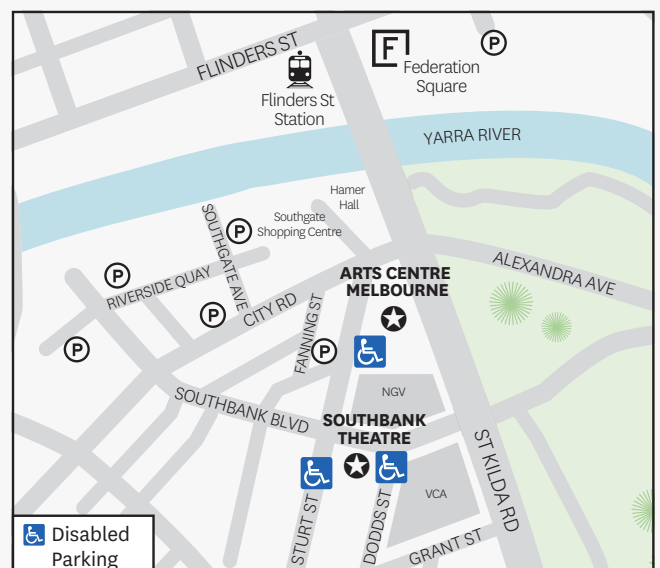 FLINDERS ST
F
P
Federation
Square
Flinders St
Station
YARRA RIVER
Hamer
Hall
SOUTHGATE AVE
P
Southgate
Shopping Centre
P
RIVERSIDE QUAY
ALEXANDRA AVE
ARTS CENTRE
MELBOURNE
P
CITY RD
FANNING ST
P
P
NGV
SOUTHBANK BLVD
SOUTHBANK
THEATRE
ST KILDA RD
VCA
STURT ST
DODDS ST
GRANT ST
Disabled
Parking